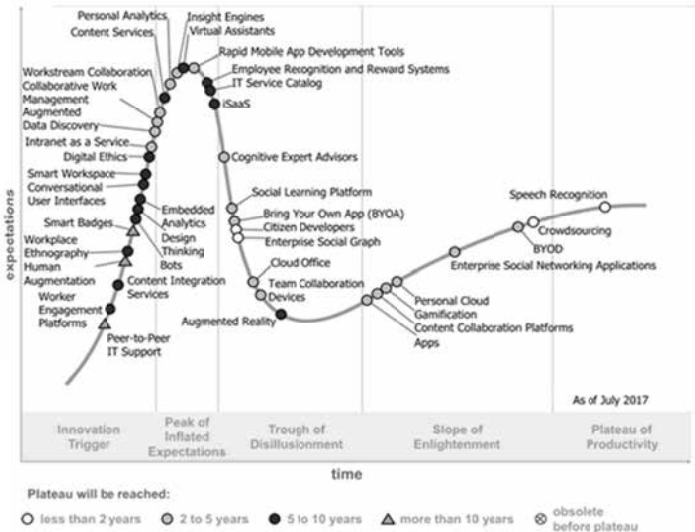 expectations
Personal Analytics
Content Services
Insight Engines
Virtual Assistants
Rapid Mobile App Development Tools
Workstream Collaboration
Collaborative Work
Management
Augmented
Data Discovery
Intranet as a Service
Digital Ethics
Smart Workspace
Conversational
User Interfaces
Smart Badges
Workplace
Ethnography
Human
Augmentation
Worker
Engagement
Platforms
Peer-to-Peer
IT Support
Content Integration
Services
Embedded
Analytics
Design
Thinking
Bots
Employee Recognition and Reward Systems
IT Service Catalog
iSaaS
Cognitive Expert Advisors
Social Learning Platform
Bring Your Own App (BYOA)
Citizen Developers
Enterprise Social Graph
Cloud Office
Team Collaboration
Devices
Augmented Reality
Personal Cloud
Gamification
Content Collaboration Platforms
Apps
Enterprise Social Networking Applications
BYOD
Crowdsourcing
Speech Recognition
As of July 2017
Innovation
Trigger
Peak of
Inflated
Expectations
Trough of
Disillusionment
Slope of
Enlightenment
Plateau of
Productivity
time
Plateau will be reached:
less than 2 years
2 to 5 years
5 to 10 years
more than 10 years
obsolete
before plateau